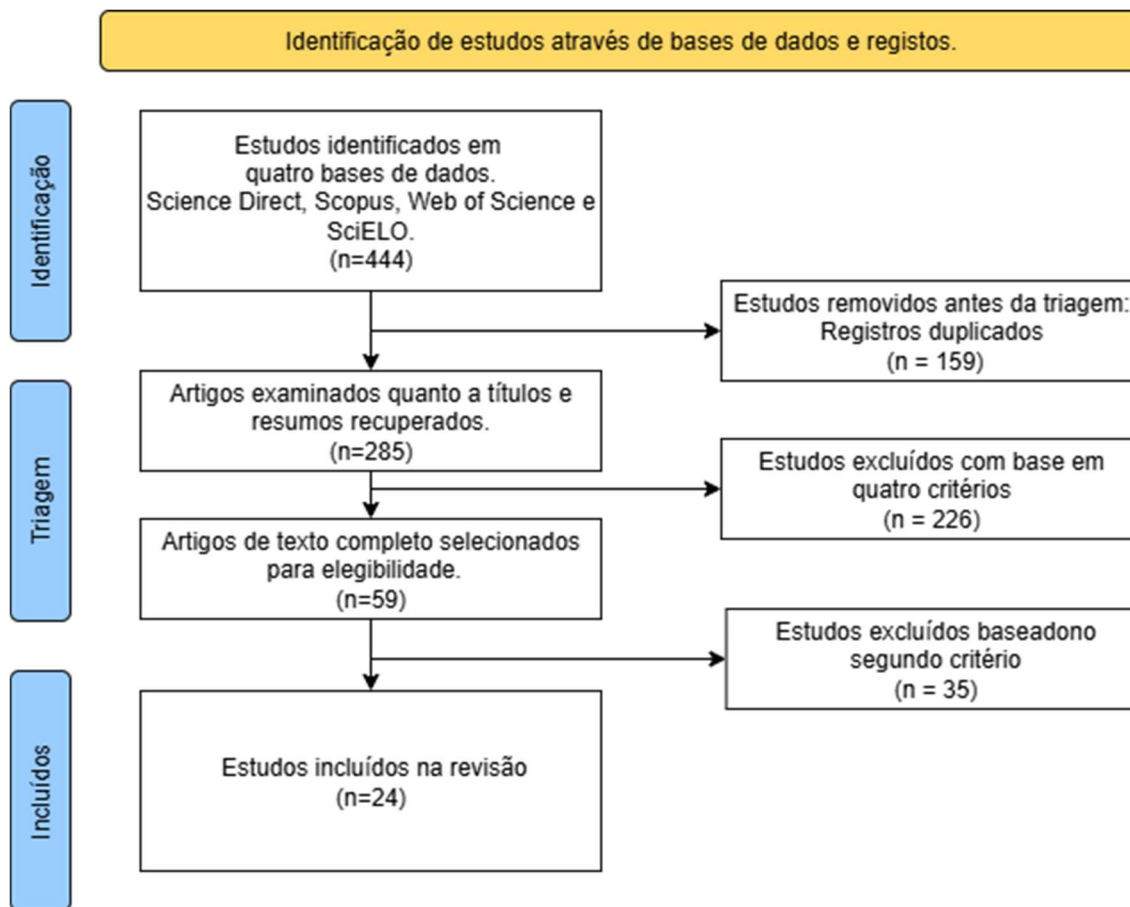 Identificação de estudos através de bases de dados e registos.
Identificação
Estudos identificados em
quatro bases de dados.
Science Direct, Scopus, Web of Science e
SciELO.
(n=444)
Estudos removidos antes da triagem:
Registros duplicados
(n = 159)
Triagem
Artigos examinados quanto a títulos e
resumos recuperados.
(n=285)
Estudos excluídos com base em
quatro critérios
(n = 226)
Artigos de texto completo selecionados
para elegibilidade.
(n=59)
Estudos excluídos baseadono
segundo critério
(n = 35)
Incluídos
Estudos incluídos na revisão
(n=24)